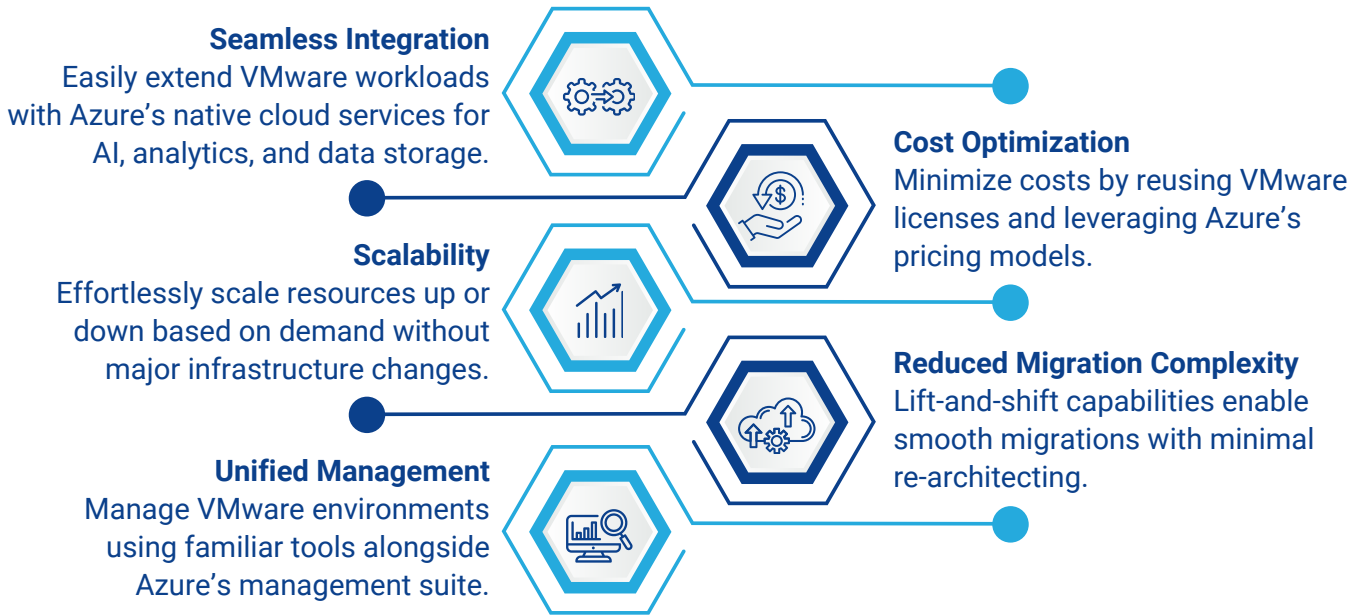 Seamless Integration
Easily extend VMware workloads
with Azure’s native cloud services for
AI, analytics, and data storage.
Cost Optimization
Minimize costs by reusing VMware
licenses and leveraging Azure’s
pricing models.
Scalability
Effortlessly scale resources up or
down based on demand without
major infrastructure changes.
Reduced Migration Complexity
Lift-and-shift capabilities enable
smooth migrations with minimal
re-architecting.
Unified Management
Manage VMware environments
using familiar tools alongside
Azure’s management suite.
$